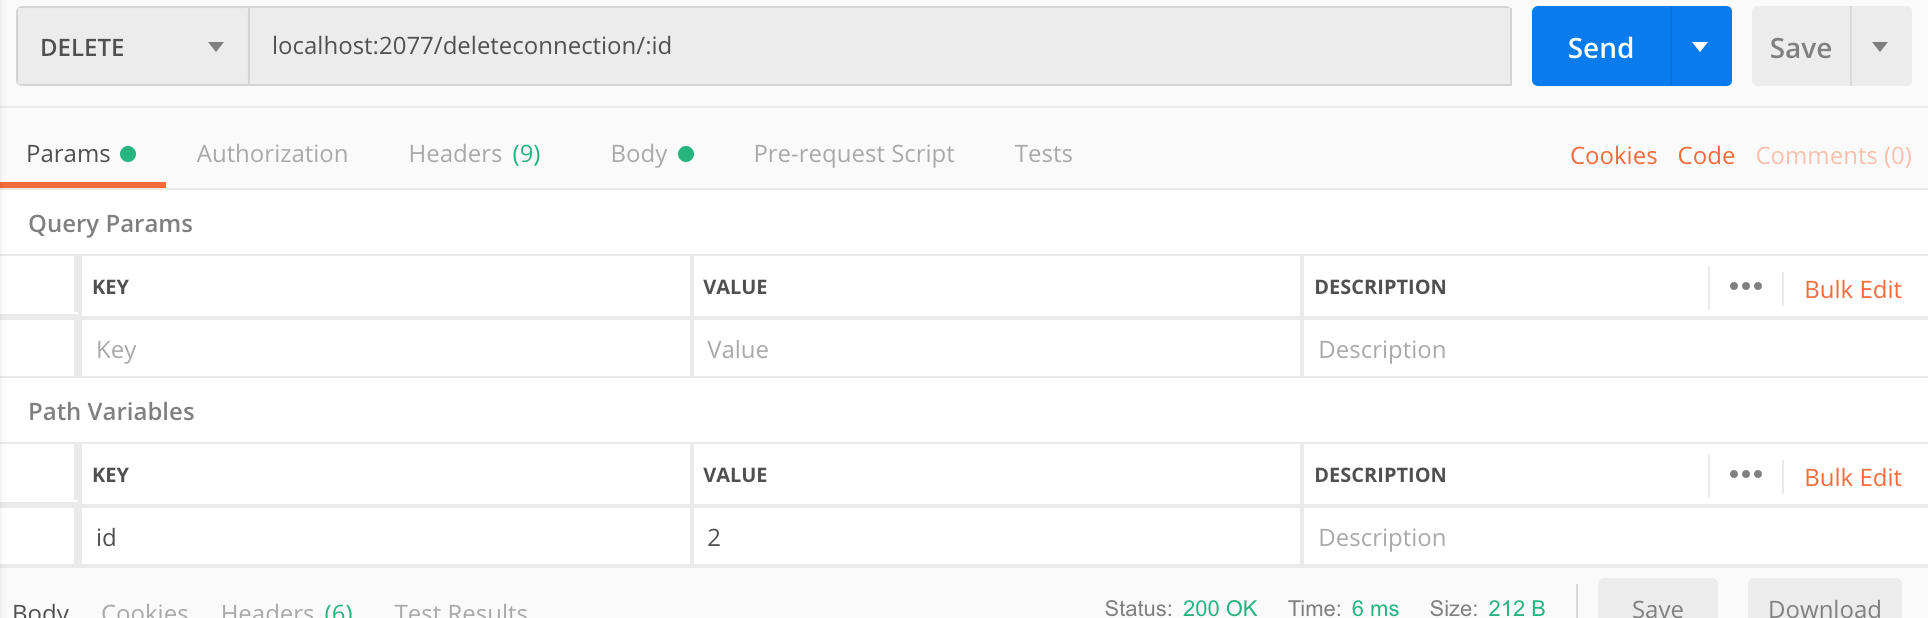 DELETE localhost:2077/deleteconnection/:id Send Save
Params Authorization Headers (9) Body Pre-request Script Tests Cookies Code Comments (0)
Query Params
KEY VALUE DESCRIPTION ••• Bulk Edit
Key Value Description
Path Variables
KEY VALUE DESCRIPTION ••• Bulk Edit
id 2 Description
Body Cookies Headers (6) Test Results Status: 200 OK Time: 6 ms Size: 212 B Save Download